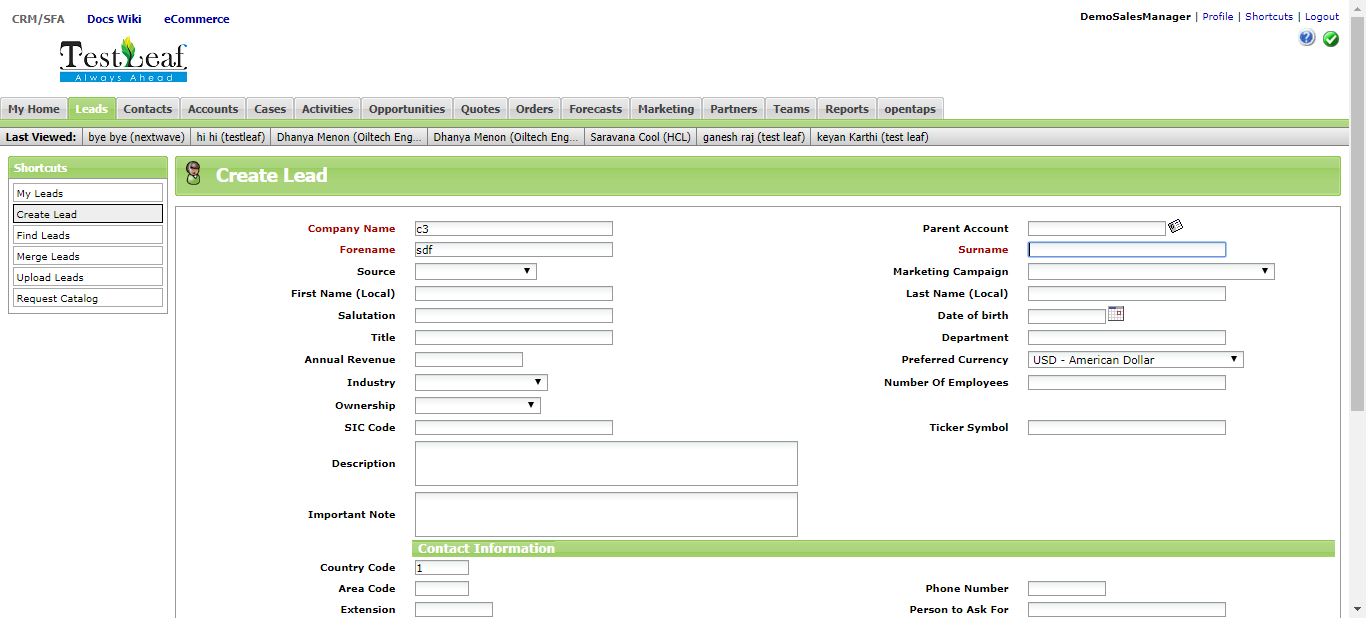 CRM/SFA Docs Wiki eCommerce
DemoSalesManager | Profile | Shortcuts | Logout
TestLeaf
Always Ahead
My Home Leads Contacts Accounts Cases Activities Opportunities Quotes Orders Forecasts Marketing Partners Teams Reports opentaps
Last Viewed: bye bye (nextwave) hi hi (testleaf) Dhanya Menon (Oiltech Eng... Dhanya Menon (Oiltech Eng... Saravana Cool (HCL) ganesh raj (test leaf) keyan Karthi (test leaf)
Shortcuts
My Leads
Create Lead
Find Leads
Merge Leads
Upload Leads
Request Catalog
Create Lead
Company Name c3 Parent Account
Forename sdf Surname
Source Marketing Campaign
First Name (Local) Last Name (Local)
Salutation Date of birth
Title Department
Annual Revenue Preferred Currency USD - American Dollar
Industry Number Of Employees
Ownership
SIC Code Ticker Symbol
Description
Important Note
Contact Information
Country Code 1
Area Code Phone Number
Extension Person to Ask For